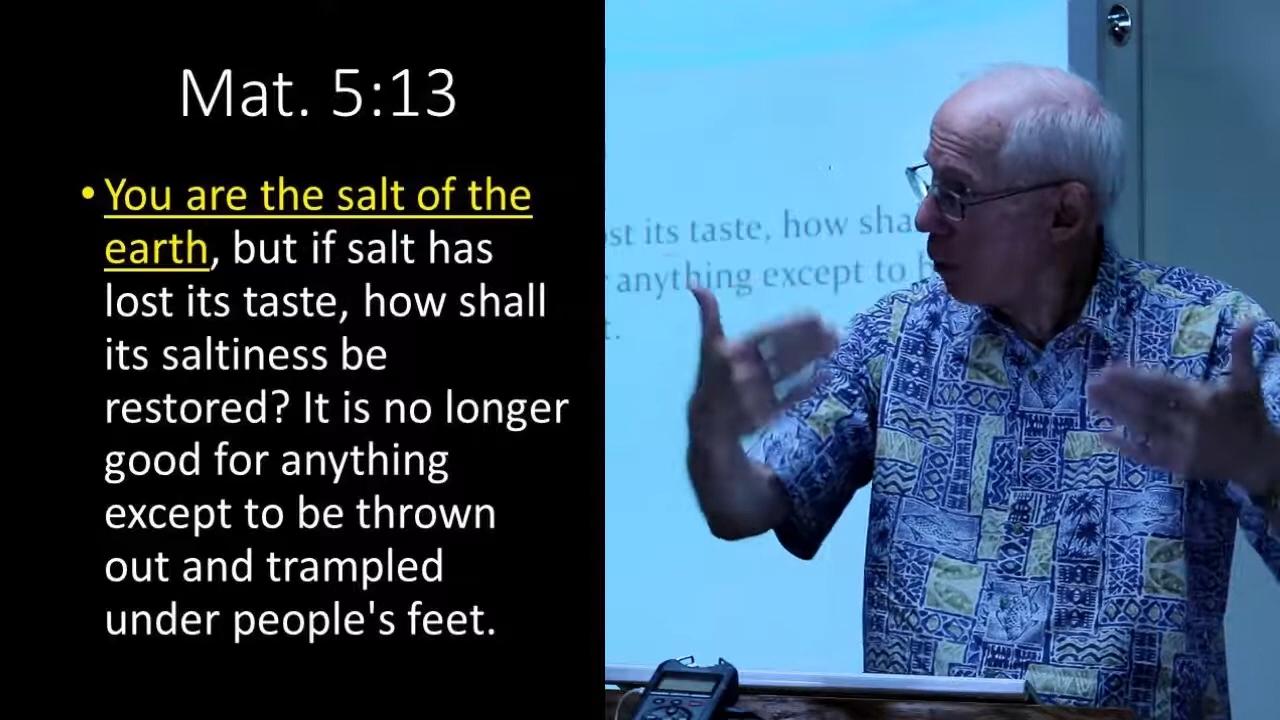 Mat. 5:13
• You are the salt of the
earth, but if salt has
lost its taste, how shall
its saltiness be
restored? It is no longer
good for anything
except to be thrown
out and trampled
under people's feet.
its taste, how
anything except to